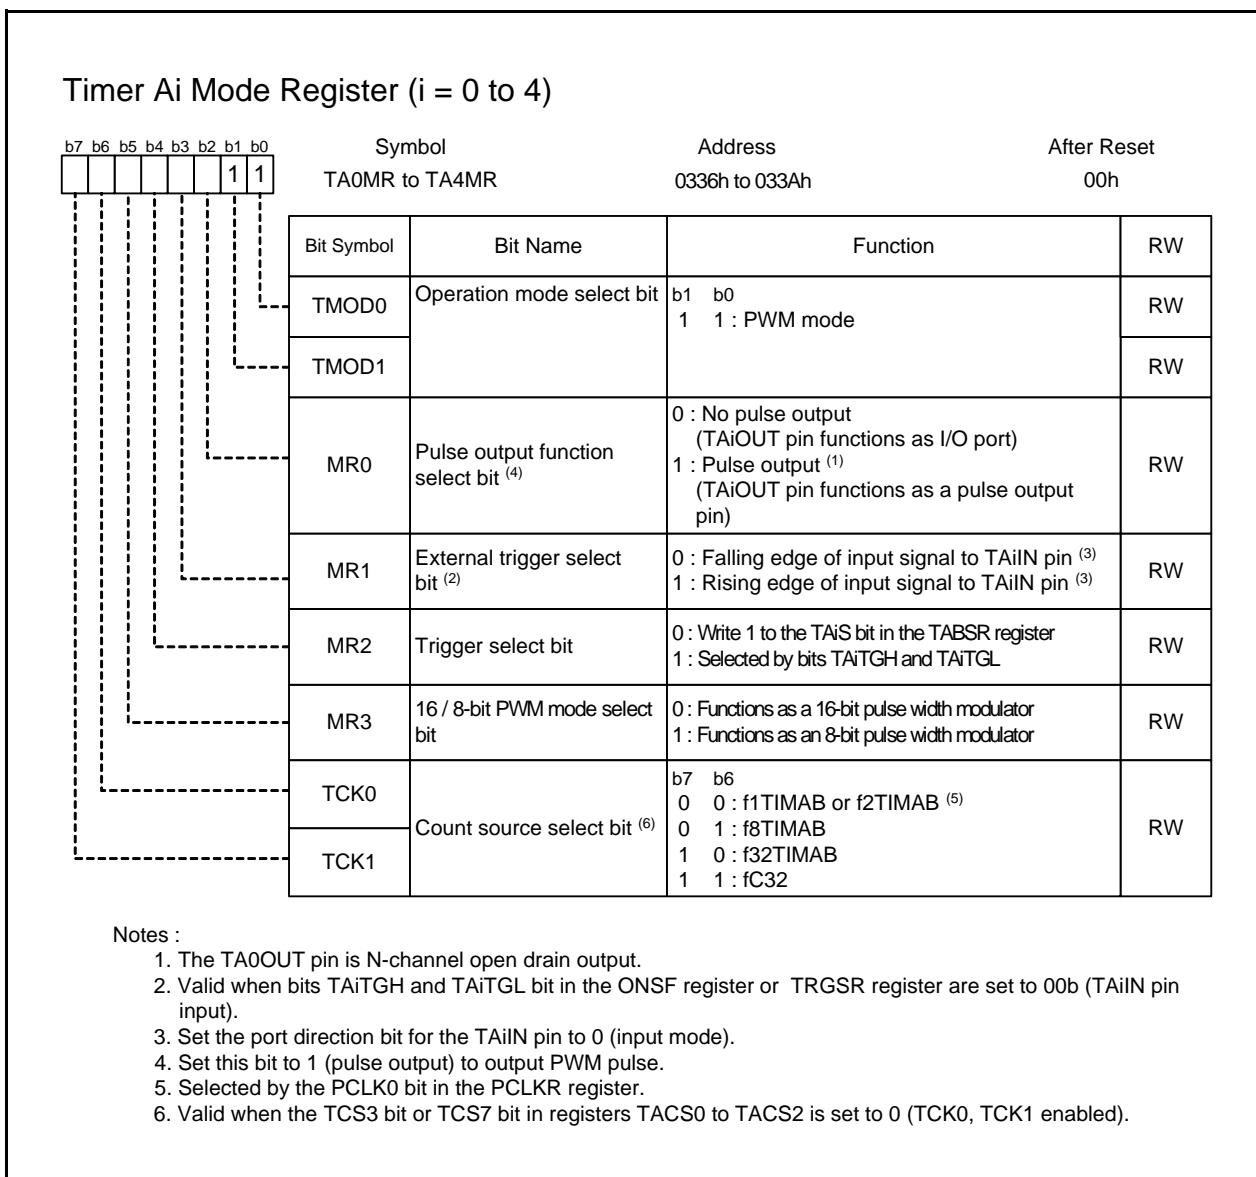 Timer Ai Mode Register (i = 0 to 4)
b7 b6 b5 b4 b3 b2 b1 b0
1 1
Symbol Address After Reset
TA0MR to TA4MR 0336h to 033Ah 00h
Bit Symbol Bit Name Function RW
TMOD0 Operation mode select bit b1 b0 RW
1 1 : PWM mode
TMOD1 RW
MR0 Pulse output function select bit (4) RW
0 : No pulse output
(TAiOUT pin functions as I/O port)
1 : Pulse output (1)
(TAiOUT pin functions as a pulse output
pin)
MR1 External trigger select bit (2) RW
0 : Falling edge of input signal to TAiIN pin (3)
1 : Rising edge of input signal to TAiIN pin (3)
MR2 Trigger select bit RW
0 : Write 1 to the TAiS bit in the TABSR register
1 : Selected by bits TAiTGH and TAiTGL
MR3 16 / 8-bit PWM mode select bit RW
0 : Functions as a 16-bit pulse width modulator
1 : Functions as an 8-bit pulse width modulator
TCK0
TCK1
Count source select bit (6) RW
b7 b6
0 0 : f1TIMAB or f2TIMAB (5)
0 1 : f8TIMAB
1 0 : f32TIMAB
1 1 : fC32
Notes :
1. The TA0OUT pin is N-channel open drain output.
2. Valid when bits TAiTGH and TAiTGL bit in the ONSF register or TRGSR register are set to 00b (TAiIN pin
input).
3. Set the port direction bit for the TAiIN pin to 0 (input mode).
4. Set this bit to 1 (pulse output) to output PWM pulse.
5. Selected by the PCLK0 bit in the PCLKR register.
6. Valid when the TCS3 bit or TCS7 bit in registers TACS0 to TACS2 is set to 0 (TCK0, TCK1 enabled).